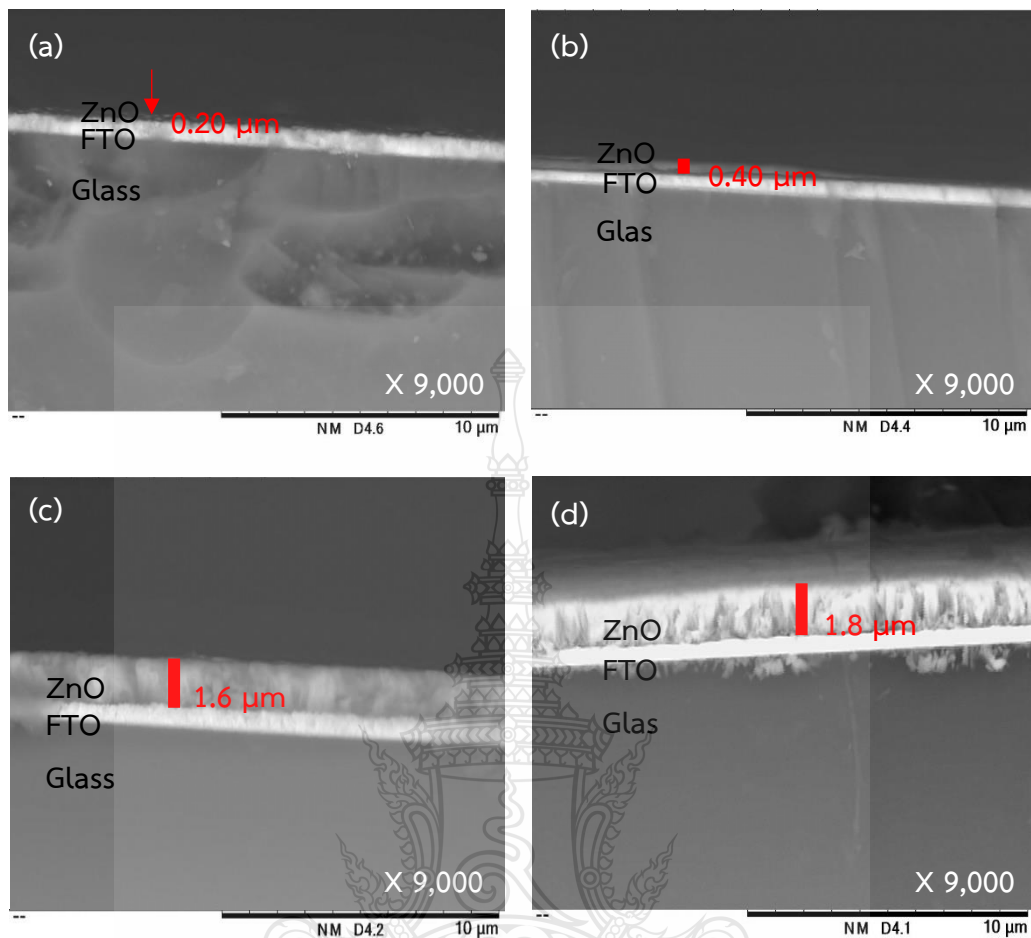 (a)
ZnO
0.20 µm
FTO
Glass
X 9,000
--
NM D4.6 10 µm
(b)
ZnO
0.40 µm
FTO
Glas
X 9,000
--
NM D4.4 10 µm
(c)
ZnO
1.6 µm
FTO
Glass
X 9,000
--
NM D4.2 10 µm
(d)
ZnO
1.8 µm
FTO
Glas
X 9,000
--
NM D4.1 10 µm